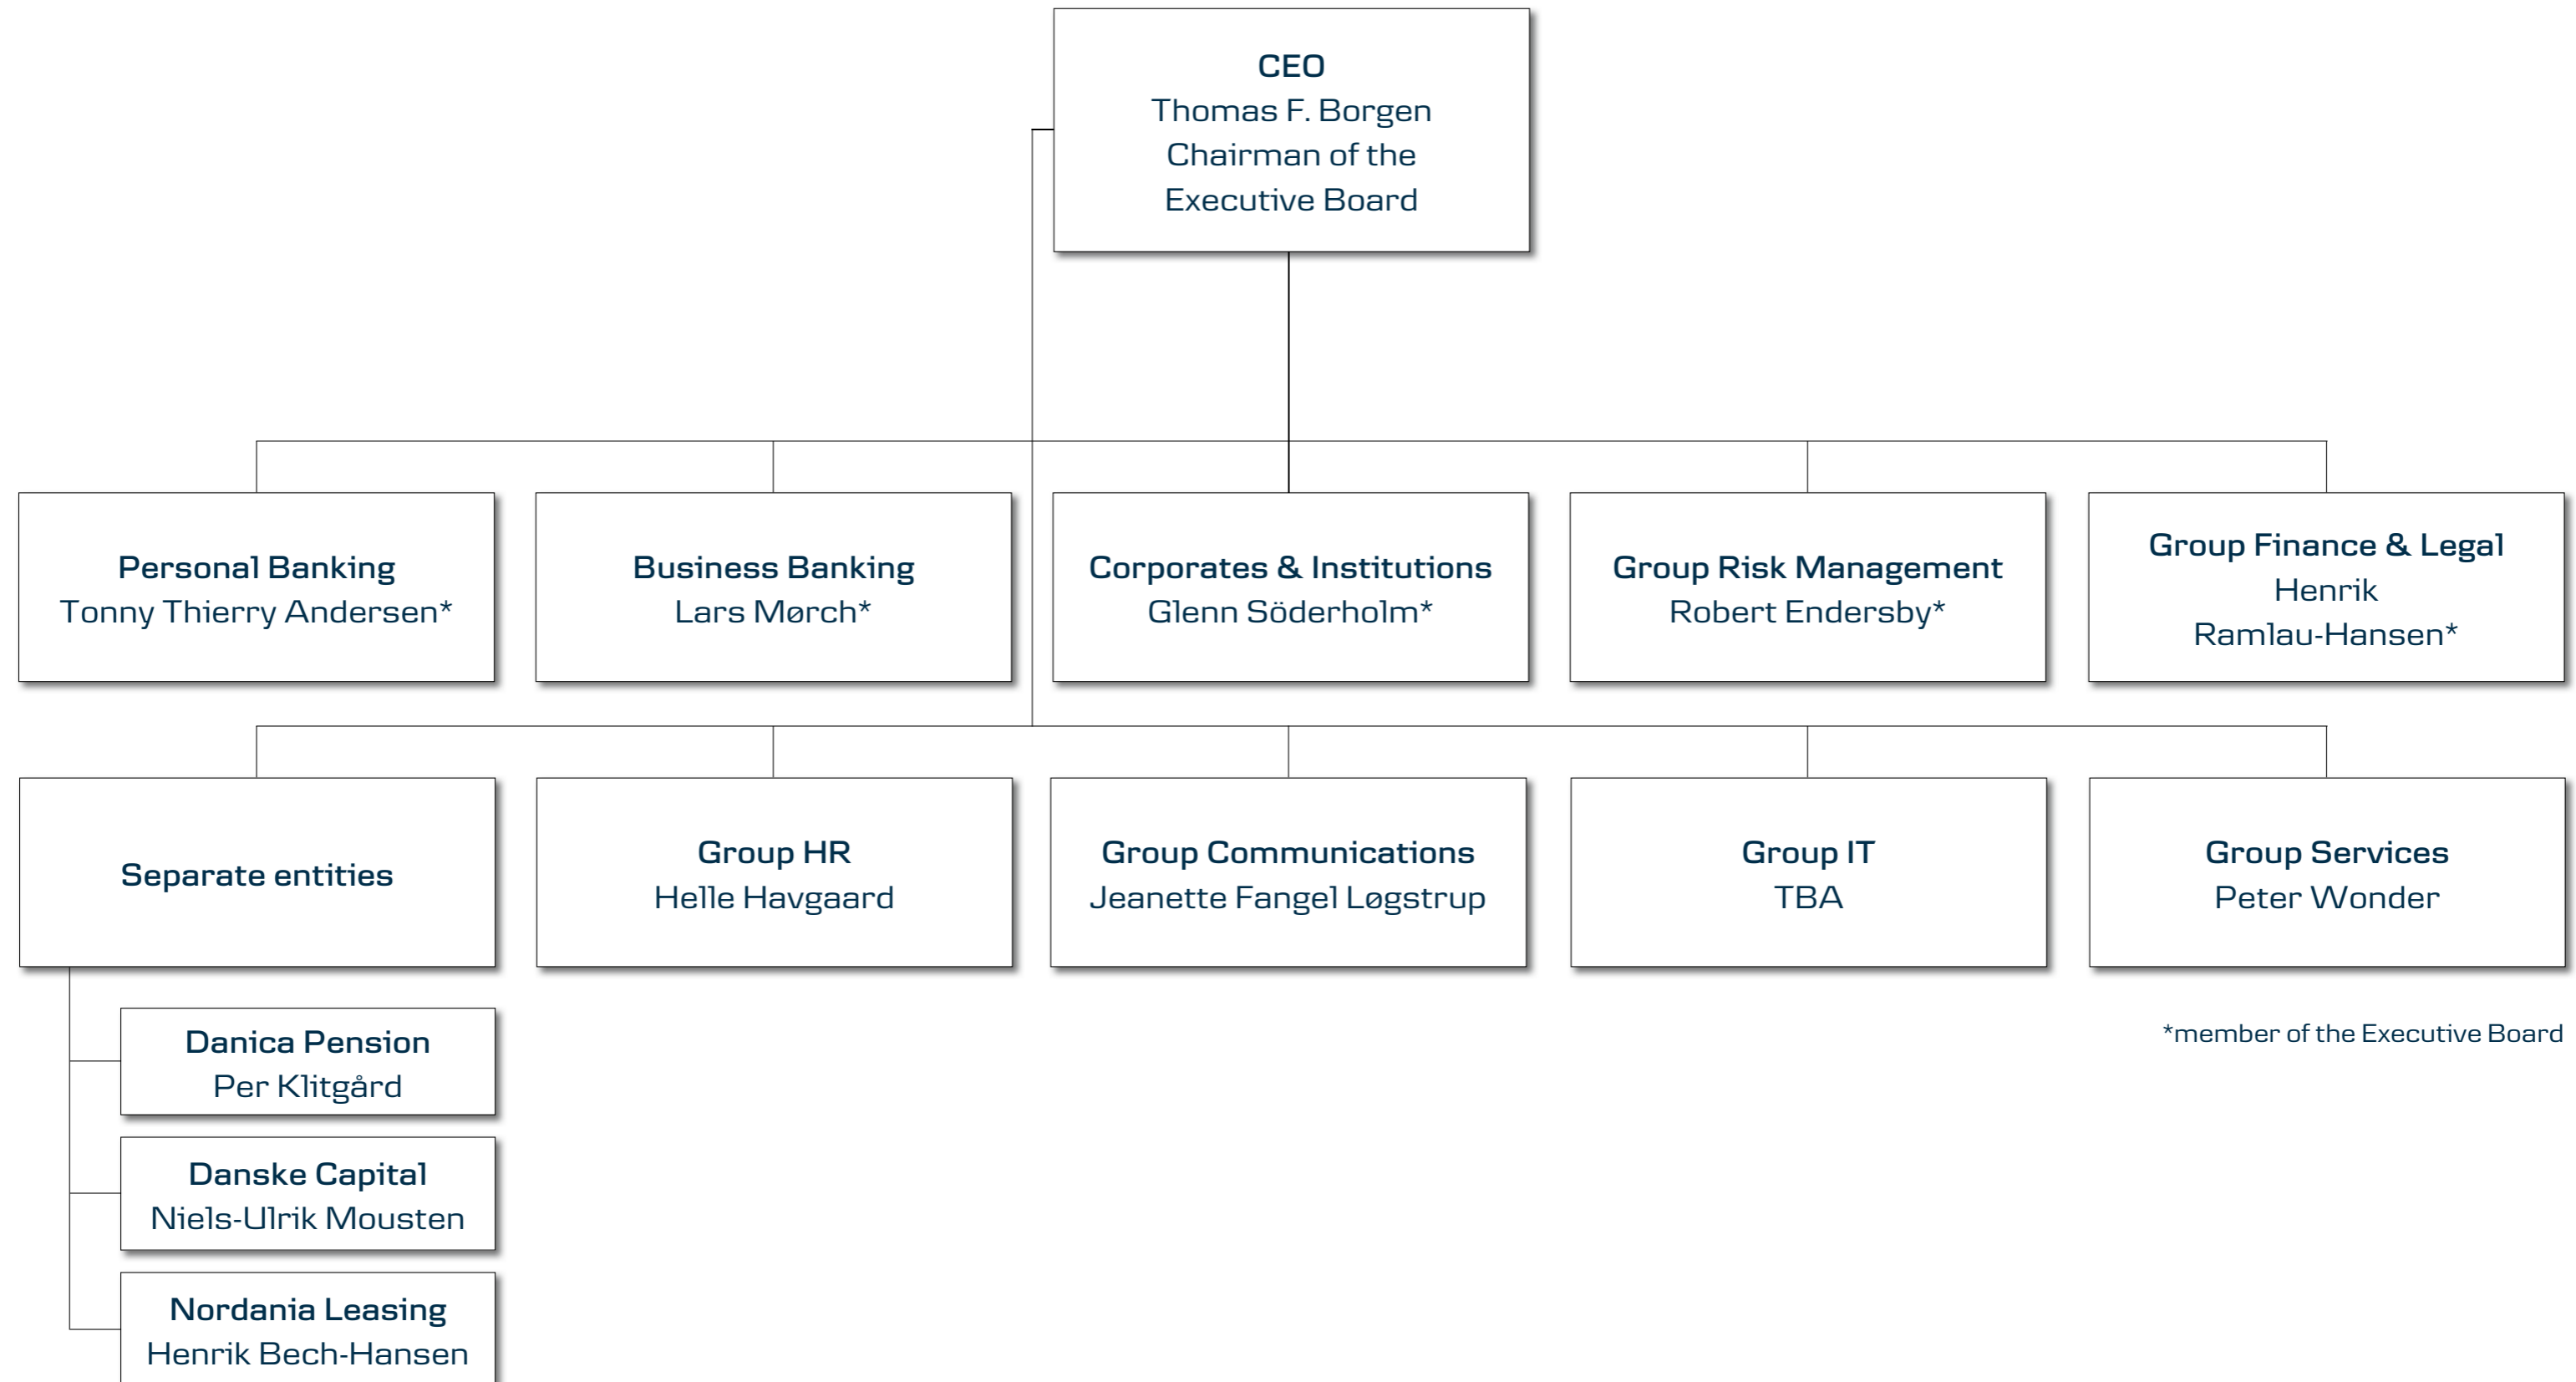 CEO
Thomas F. Borgen
Chairman of the
Executive Board
Personal Banking
Tonny Thierry Andersen*
Business Banking
Lars Mørch*
Corporates & Institutions
Glenn Söderholm*
Group Risk Management
Robert Endersby*
Group Finance & Legal
Henrik
Ramlau-Hansen*
Separate entities
Group HR
Helle Havgaard
Group Communications
Jeanette Fangel Løgstrup
Group IT
TBA
Group Services
Peter Wonder
Danica Pension
Per Klitgård
Danske Capital
Niels-Ulrik Mousten
Nordania Leasing
Henrik Bech-Hansen
*member of the Executive Board